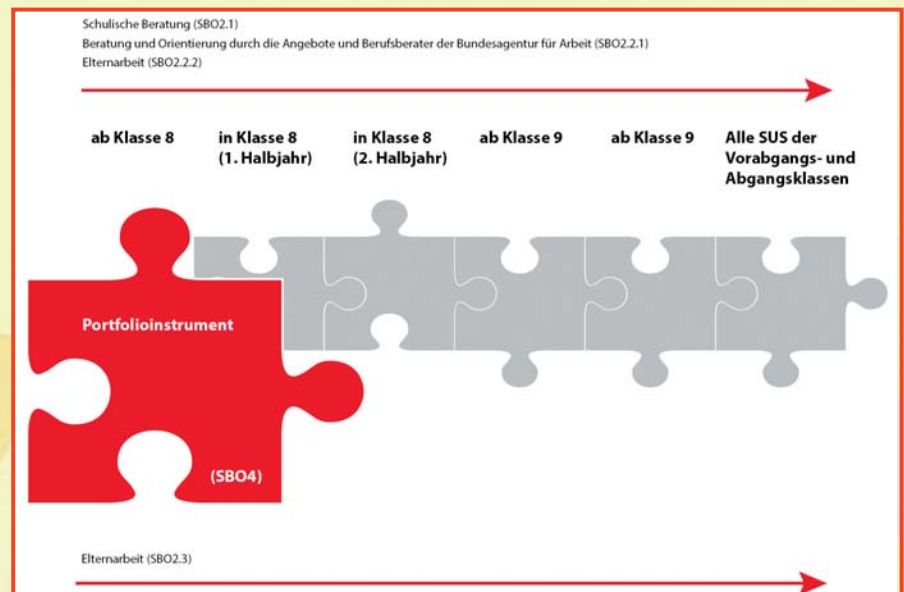 Schulische Beratung (SBO2.1)
Beratung und Orientierung durch die Angebote und Berufsberater der Bundesagentur für Arbeit (SBO2.2.1)
Elternarbeit (SBO2.2.2)
ab Klasse 8
in Klasse 8
(1. Halbjahr)
in Klasse 8
(2. Halbjahr)
ab Klasse 9
ab Klasse 9
Alle SUS der
Vorabgangs- und
Abgangsklassen
Portfolioinstrument
(SBO4)
Elternarbeit (SBO2.3)